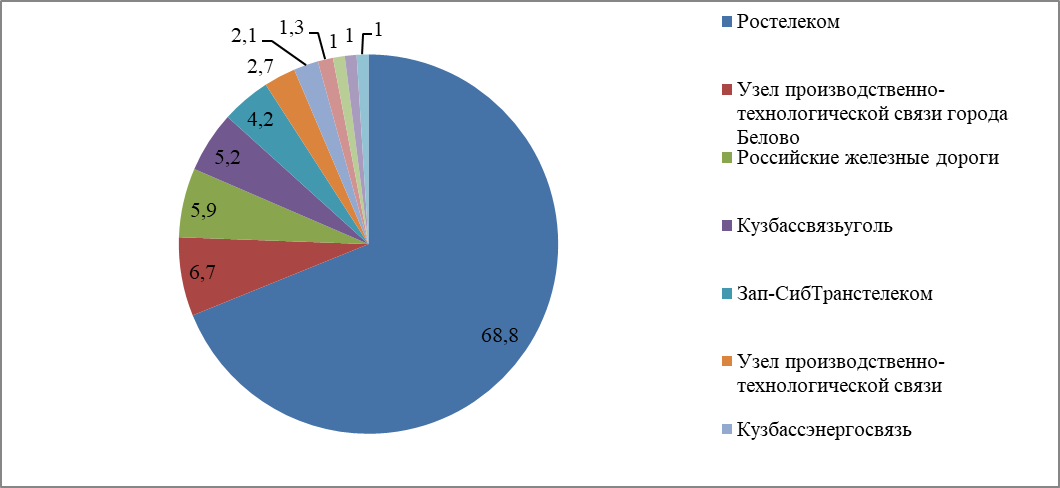 2,1
1,3
1
1
1
2,7
4,2
5,2
5,9
6,7
68,8
Ростелеком
Узел производственно-
технологической связи города
Белово
Российские железные дороги
Кузбассвязьуголь
Зап-СибТранстелеком
Узел производственно-
технологической связи
Кузбассэнергосвязь